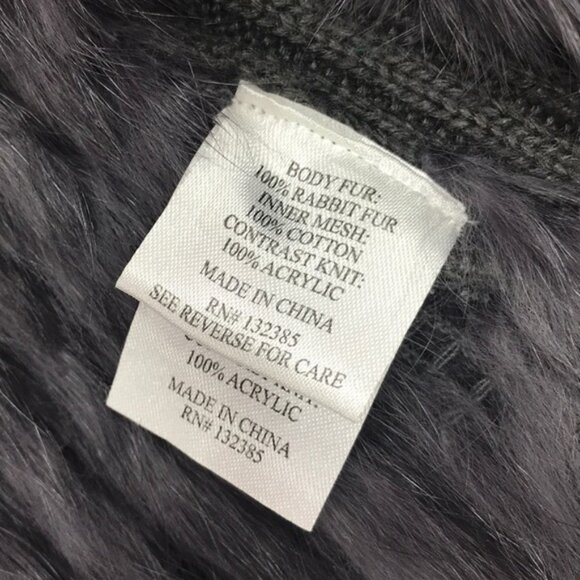 BODY FUR:
100% RABBIT FUR
INNER MESH:
100% COTTON
CONTRAST KNIT:
100% ACRYLIC
MADE IN CHINA
RN# 132385
SEE REVERSE FOR CARE
100% ACRYLIC
MADE IN CHINA
RN# 132385